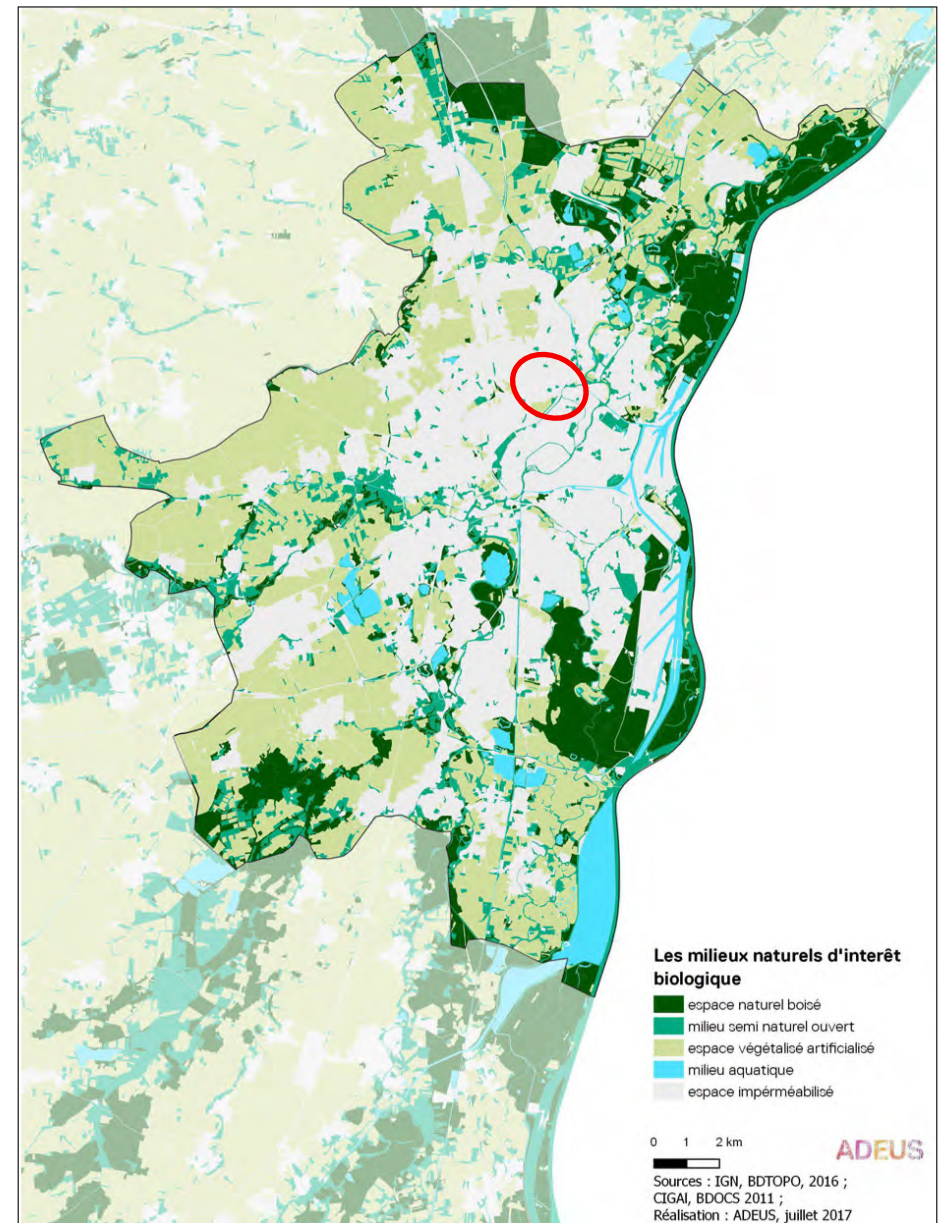 Les milieux naturels d'interêt
biologique
espace naturel boisé
milieu semi naturel ouvert
espace végétalisé artificialisé
milieu aquatique
espace impérméabilisé
0 1 2 km
ADEUS
Sources : IGN, BDTOPO, 2016 ;
CIGAL, BDOCS 2011 ;
Réalisation : ADEUS, juillet 2017